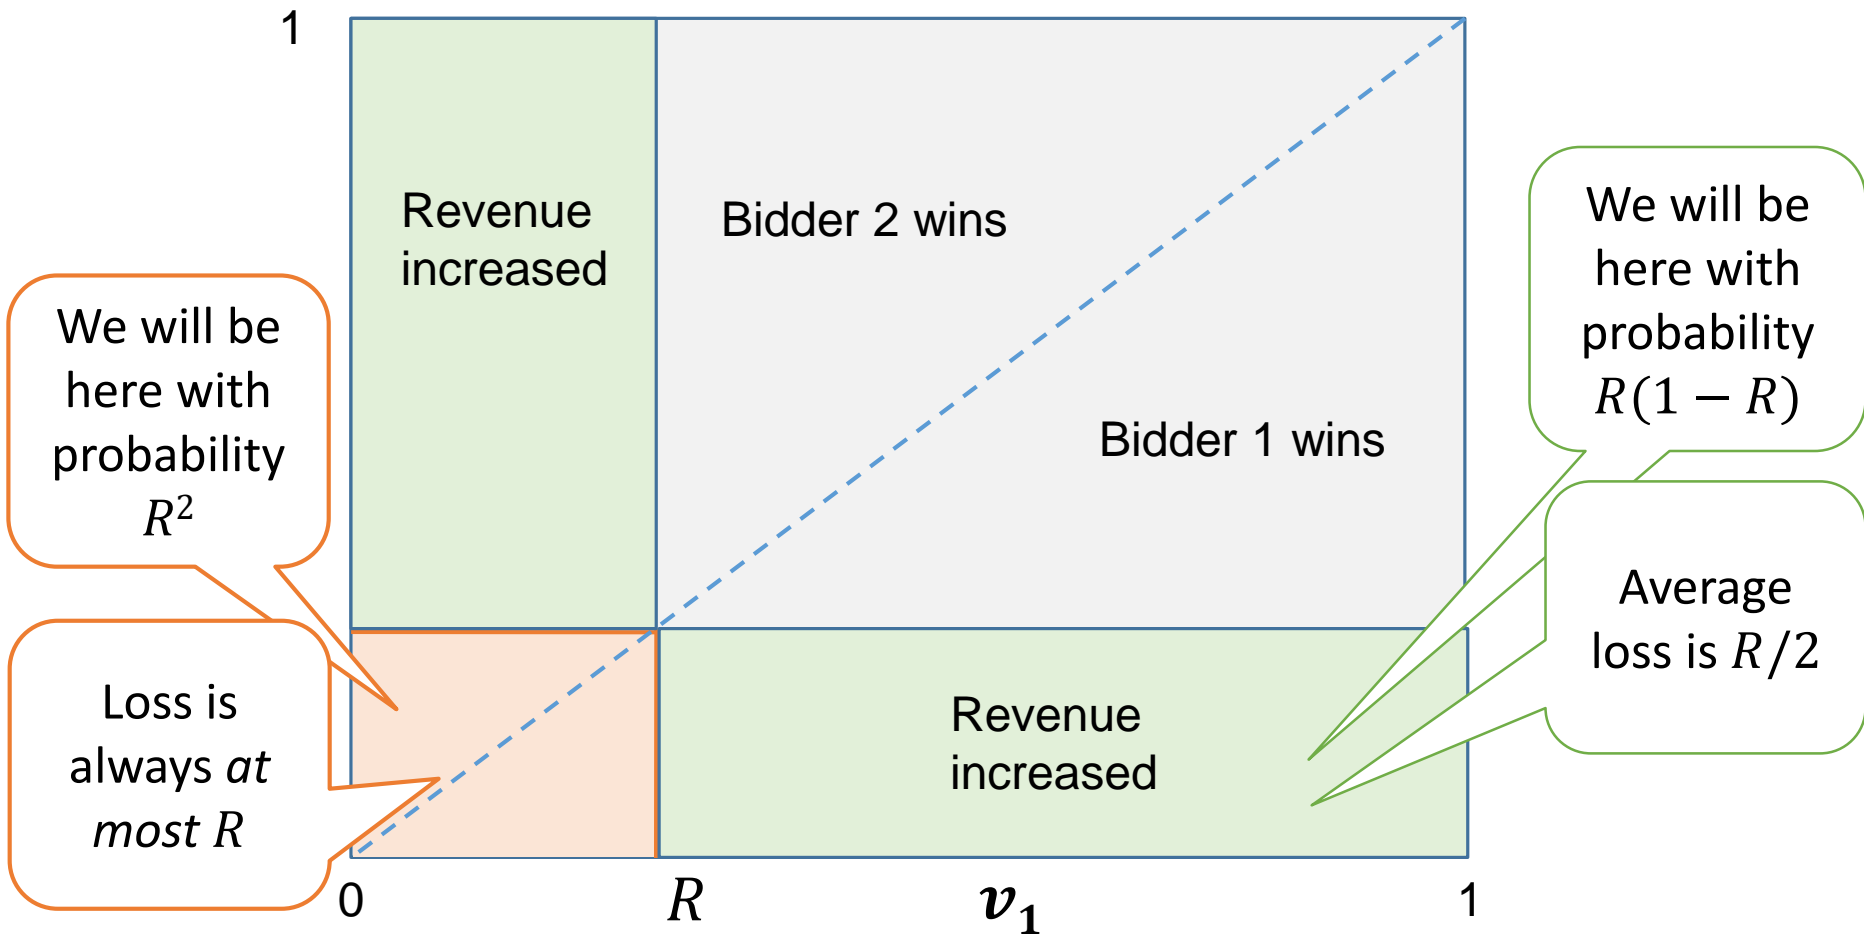 1
Revenue
increased
Bidder 2 wins
Bidder 1 wins
We will be
here with
probability
R(1 − R)
We will be
here with
probability
R²
Average
loss is R/2
Loss is
always at
most R
Revenue
increased
0
R
v₁
1